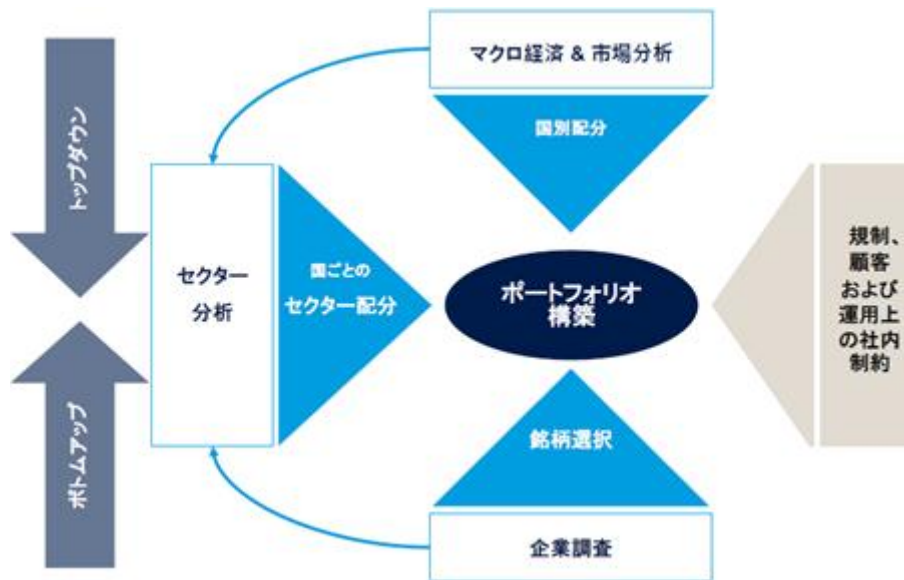 マクロ経済 & 市場分析
国別配分
トップダウン
セクター
分析
国ごとの
セクター配分
ポートフォリオ
構築
規制、
顧客
および
運用上
の社内
制約
ボトムアップ
銘柄選択
企業調査